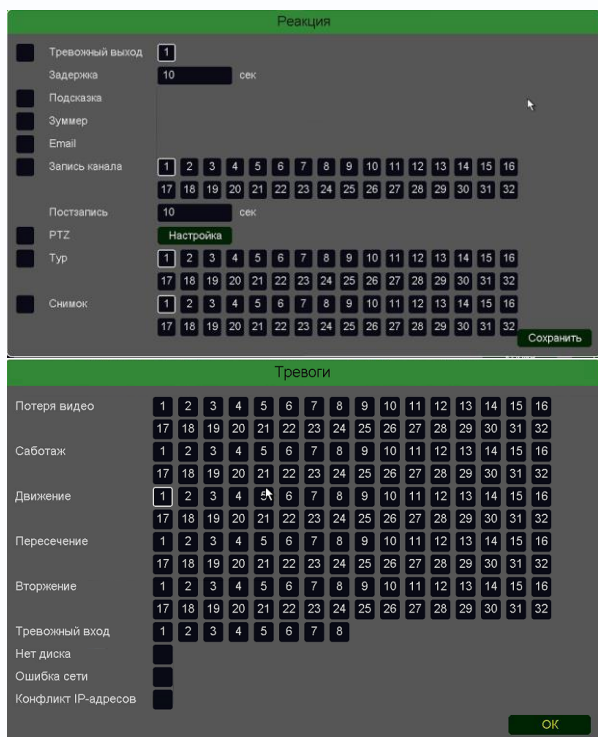 Реакция
Тревожный выход 1
Задержка 10 сек
Подсказка
Зуммер
Email
Запись канала 1 2 3 4 5 6 7 8 9 10 11 12 13 14 15 16
17 18 19 20 21 22 23 24 25 26 27 28 29 30 31 32
Постзапись 10 сек
PTZ Настройка
Тур 1 2 3 4 5 6 7 8 9 10 11 12 13 14 15 16
17 18 19 20 21 22 23 24 25 26 27 28 29 30 31 32
Снимок 1 2 3 4 5 6 7 8 9 10 11 12 13 14 15 16
17 18 19 20 21 22 23 24 25 26 27 28 29 30 31 32
Сохранить
Тревоги
Потеря видео 1 2 3 4 5 6 7 8 9 10 11 12 13 14 15 16
17 18 19 20 21 22 23 24 25 26 27 28 29 30 31 32
Саботаж 1 2 3 4 5 6 7 8 9 10 11 12 13 14 15 16
17 18 19 20 21 22 23 24 25 26 27 28 29 30 31 32
Движение 1 2 3 4 5 6 7 8 9 10 11 12 13 14 15 16
17 18 19 20 21 22 23 24 25 26 27 28 29 30 31 32
Пересечение 1 2 3 4 5 6 7 8 9 10 11 12 13 14 15 16
17 18 19 20 21 22 23 24 25 26 27 28 29 30 31 32
Вторжение 1 2 3 4 5 6 7 8 9 10 11 12 13 14 15 16
17 18 19 20 21 22 23 24 25 26 27 28 29 30 31 32
Тревожный вход 1 2 3 4 5 6 7 8
Нет диска
Ошибка сети
Конфликт IP-адресов
OK